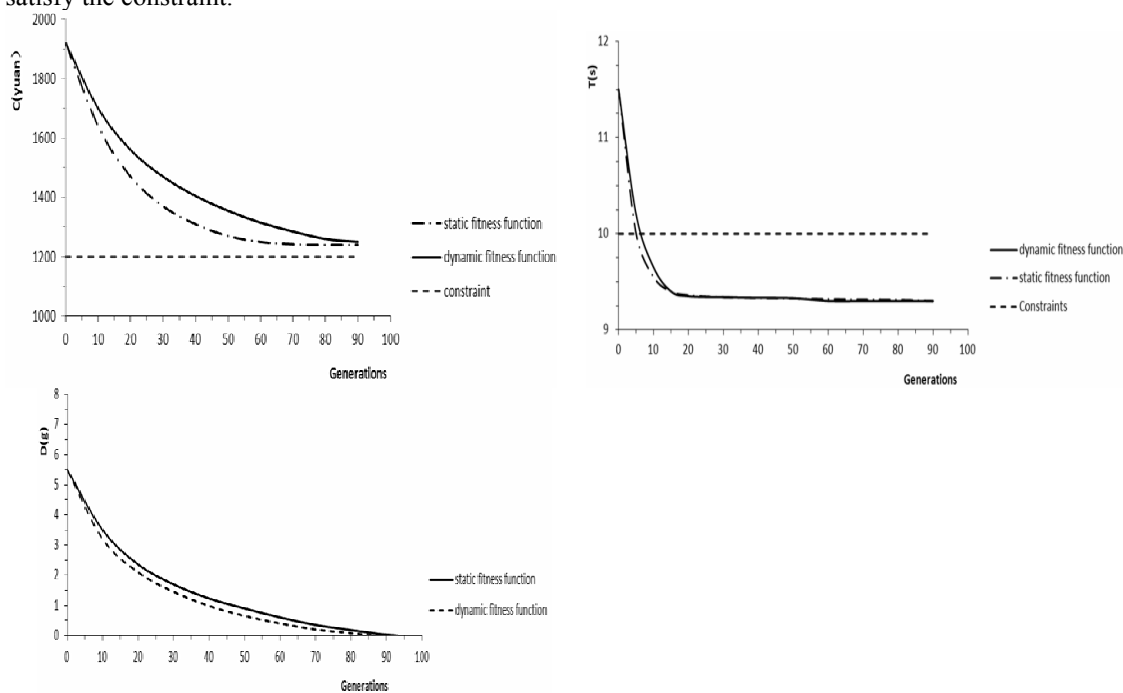 satisfy the constraint.
2000
1800
1600
1400
1200
1000
C(yuan)
0 10 20 30 40 50 60 70 80 90 100
Generations
static fitness function
dynamic fitness function
constraint
12
11
10
9
T(s)
0 10 20 30 40 50 60 70 80 90 100
Generations
dynamic fitness function
static fitness function
Constraints
8
7
6
5
4
3
2
1
0
D(g)
0 10 20 30 40 50 60 70 80 90 100
Generations
static fitness function
dynamic fitness function